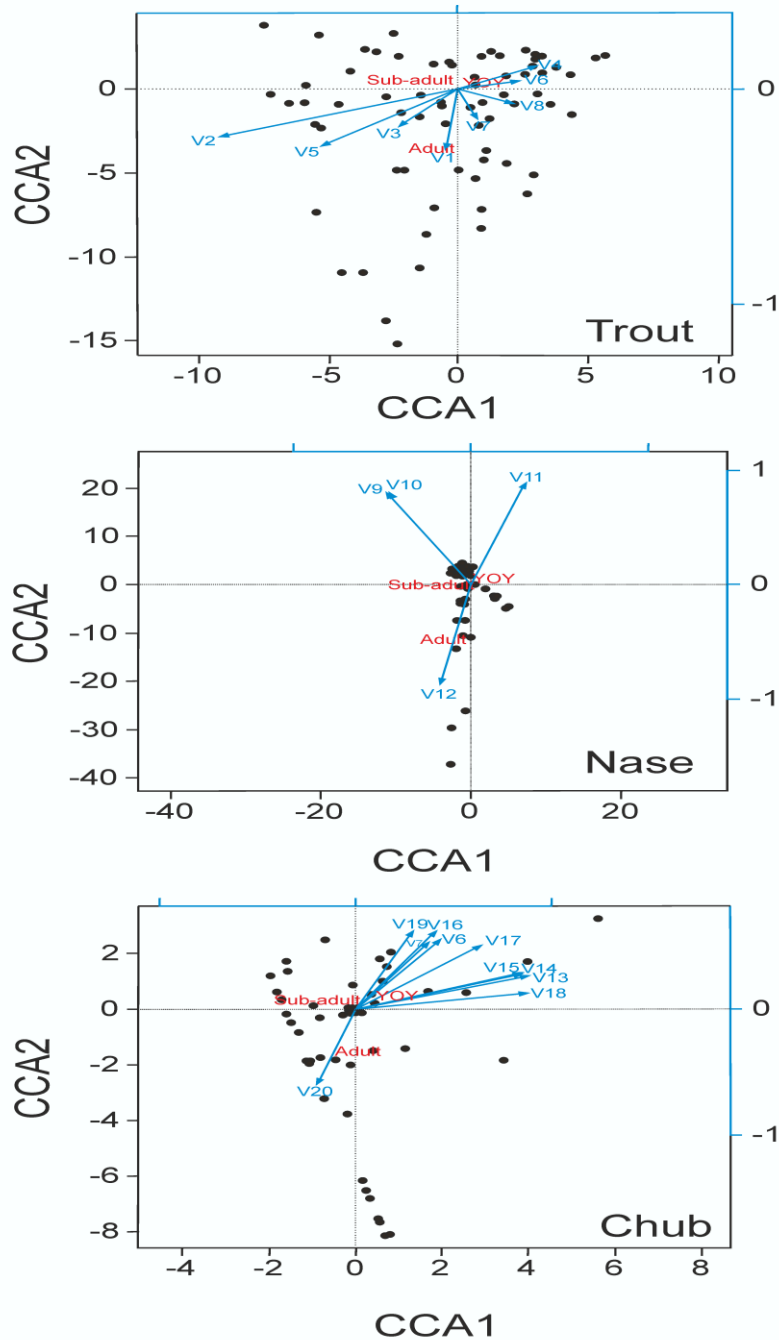 V4
V6
Sub-adult YOY
0 0
V8
V2 V5 V3 V7
Adult
V1
-5
CCA2
-10
-1
-15
Trout
-10 -5 0 5 10
CCA1
1
20
V9 V10 V11
10
YOY
0 Sub-adult 0
CCA2
-10
Adult
-20
V12
-1
-30
Nase
-40
-40 -20 0 20
CCA1
V19 V16
V7 V6 V17
2
V15 V14
V13
Sub-adult YOY
V18
0 0
Adult
-2
V20
CCA2
-4
-1
-6
-8
Chub
-4 -2 0 2 4 6 8
CCA1